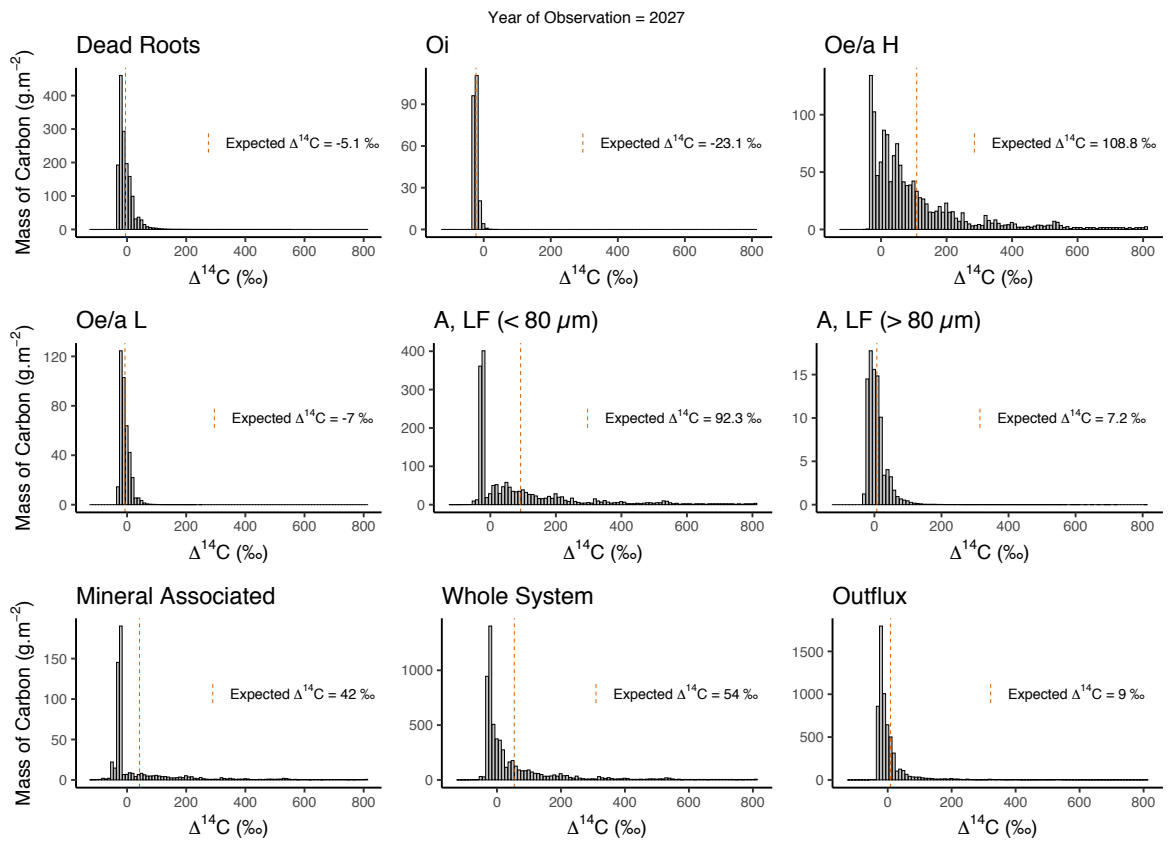 Year of Observation = 2027
Dead Roots
Oi
Oe/a H
Mass of Carbon (g.m⁻²)
400
300
200
100
0
Expected Δ¹⁴C = -5.1 ‰
0
200
400
600
800
Δ¹⁴C (‰)
90
60
30
0
Expected Δ¹⁴C = -23.1 ‰
0
200
400
600
800
Δ¹⁴C (‰)
100
50
0
Expected Δ¹⁴C = 108.8 ‰
0
200
400
600
800
Δ¹⁴C (‰)
Oe/a L
A, LF (< 80 µm)
A, LF (> 80 µm)
Mass of Carbon (g.m⁻²)
120
80
40
0
Expected Δ¹⁴C = -7 ‰
0
200
400
600
800
Δ¹⁴C (‰)
400
300
200
100
0
Expected Δ¹⁴C = 92.3 ‰
0
200
400
600
800
Δ¹⁴C (‰)
15
10
5
0
Expected Δ¹⁴C = 7.2 ‰
0
200
400
600
800
Δ¹⁴C (‰)
Mineral Associated
Whole System
Outflux
Mass of Carbon (g.m⁻²)
150
100
50
0
Expected Δ¹⁴C = 42 ‰
0
200
400
600
800
Δ¹⁴C (‰)
1000
500
0
Expected Δ¹⁴C = 54 ‰
0
200
400
600
800
Δ¹⁴C (‰)
1500
1000
500
0
Expected Δ¹⁴C = 9 ‰
0
200
400
600
800
Δ¹⁴C (‰)